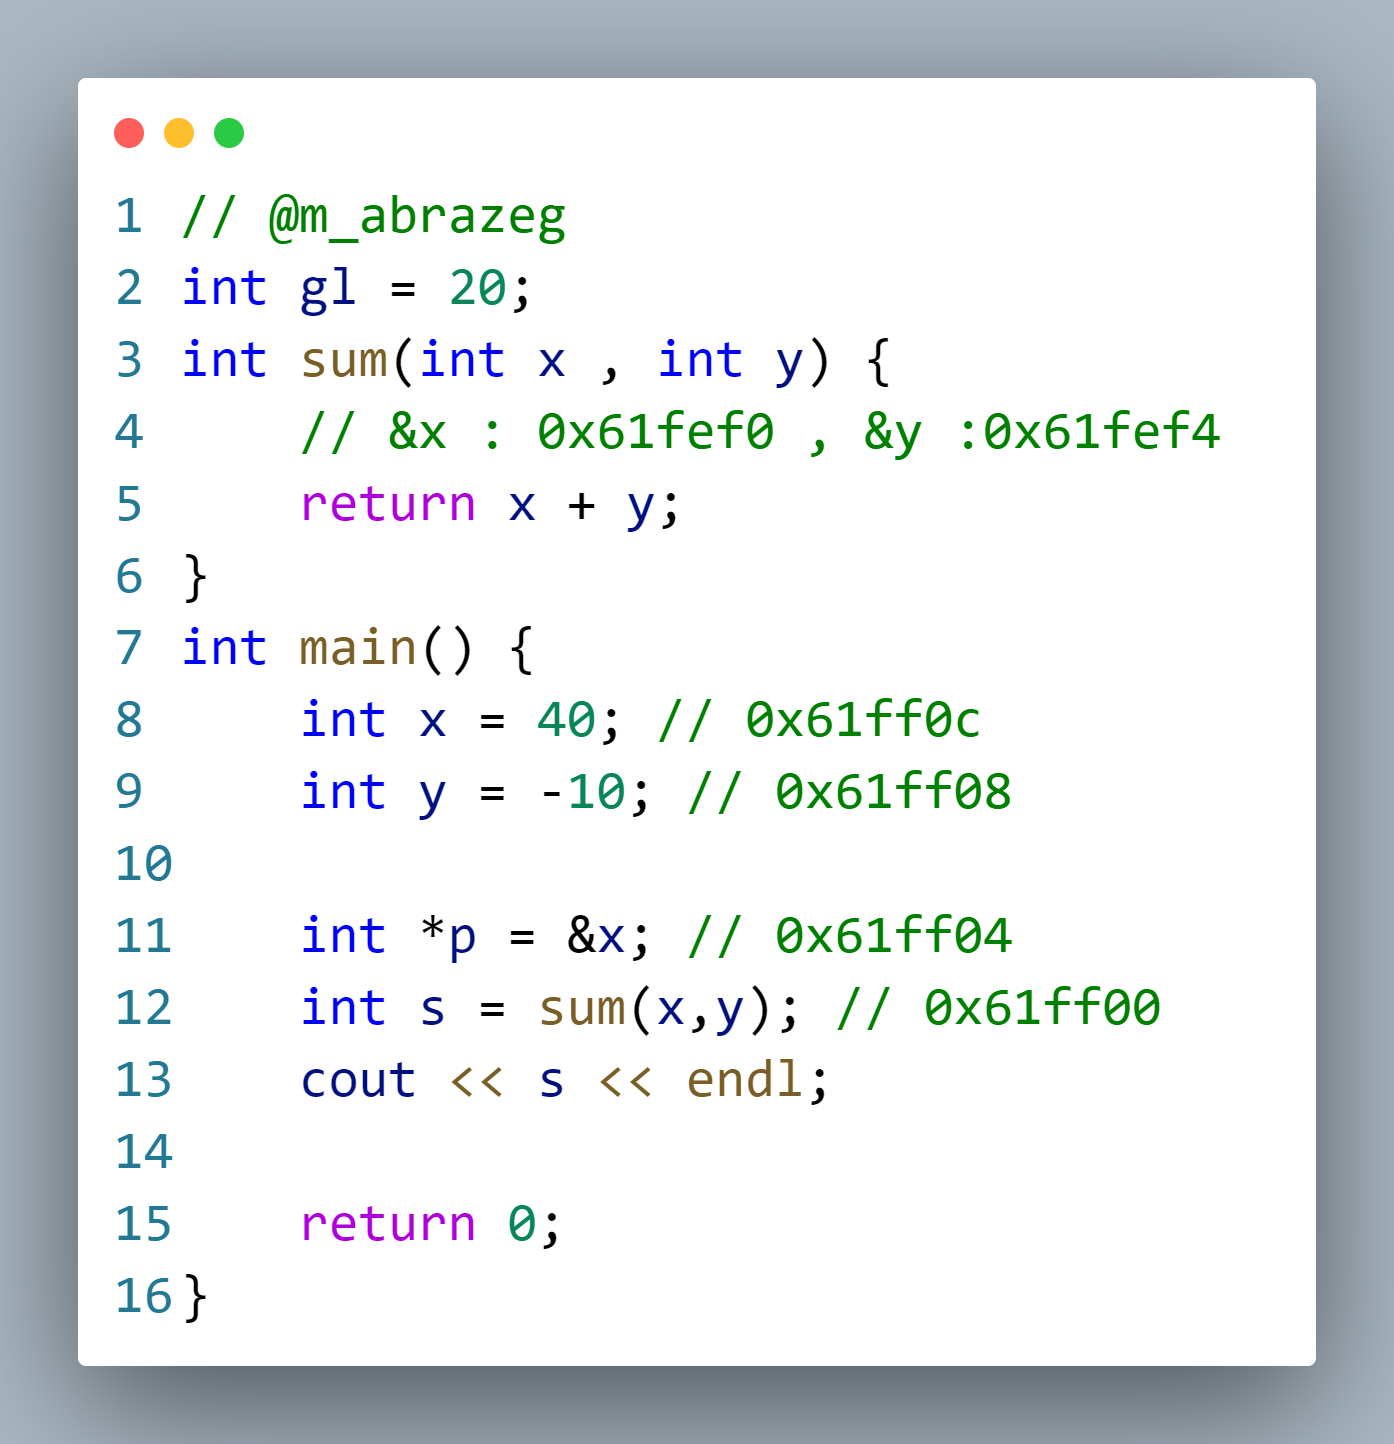 1 // @m_abrazeg
2 int gl = 20;
3 int sum(int x , int y) {
4     // &x : 0x61fef0 , &y :0x61fef4
5     return x + y;
6 }
7 int main() {
8     int x = 40; // 0x61ff0c
9     int y = -10; // 0x61ff08
10
11    int *p = &x; // 0x61ff04
12    int s = sum(x,y); // 0x61ff00
13    cout << s << endl;
14
15    return 0;
16 }